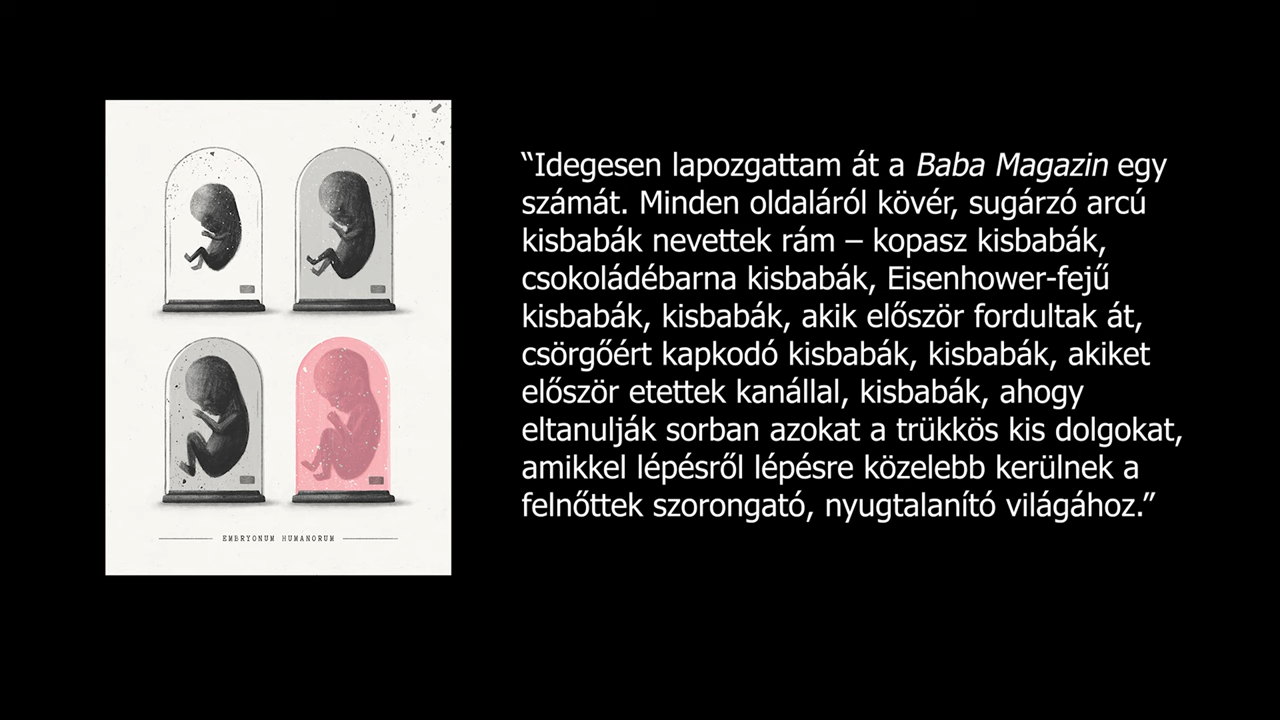 EMBRYONUM HUMANORUM
“Idegesen lapozgattam át a Baba Magazin egy
számát. Minden oldaláról kövér, sugárzó arcú
kisbabák nevettek rám – kopasz kisbabák,
csokoládébarna kisbabák, Eisenhower-fejű
kisbabák, kisbabák, akik először fordultak át,
csörgőért kapkodó kisbabák, kisbabák, akiket
először etettek kanállal, kisbabák, ahogy
eltanulják sorban azokat a trükkös kis dolgokat,
amikkel lépésről lépésre közelebb kerülnek a
felnőttek szorongató, nyugtalanító világához.”